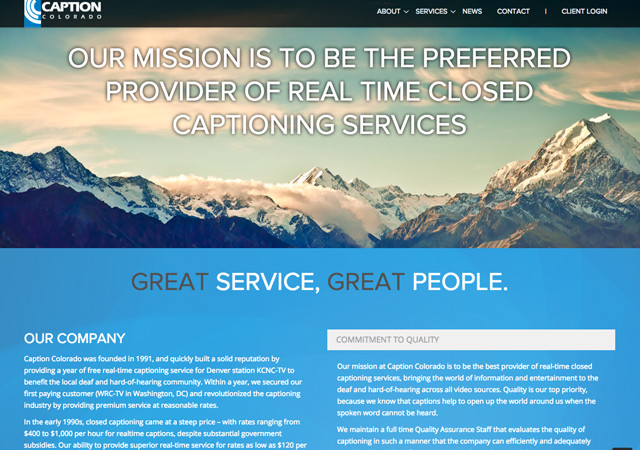 CAPTION
COLORADO
ABOUT SERVICES NEWS CONTACT | CLIENT LOGIN
OUR MISSION IS TO BE THE PREFERRED
PROVIDER OF REAL TIME CLOSED
CAPTIONING SERVICES
GREAT SERVICE, GREAT PEOPLE.
OUR COMPANY
Caption Colorado was founded in 1991, and quickly built a solid reputation by
providing a year of free real-time captioning service for Denver station KCNC-TV to
benefit the local deaf and hard-of-hearing community. Within a year, we secured our
first paying customer (WRC-TV in Washington, DC) and revolutionized the captioning
industry by providing premium service at reasonable rates.
In the early 1990s, closed captioning came at a steep price – with rates ranging from
$400 to $1,000 per hour for realtime captions, despite substantial government
subsidies. Our ability to provide superior real-time service for rates as low as $120 per
COMMITMENT TO QUALITY
Our mission at Caption Colorado is to be the best provider of real-time closed
captioning services, bringing the world of information and entertainment to the
deaf and hard-of-hearing across all video sources. Quality is our top priority,
because we know that captions help to open up the world around us when the
spoken word cannot be heard.
We maintain a full time Quality Assurance Staff that evaluates the quality of
captioning in such a manner that the company can efficiently and adequately